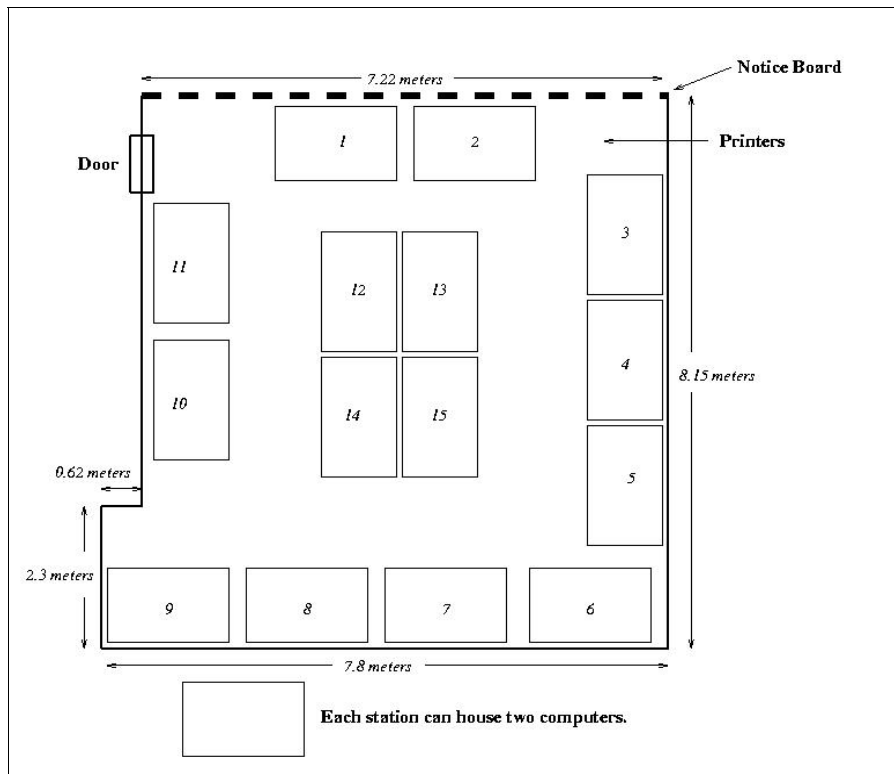 7.22 meters
Notice Board
1
2
Printers
Door
3
11
12
13
4
8.15 meters
10
14
15
0.62 meters
5
2.3 meters
9
8
7
6
7.8 meters
Each station can house two computers.